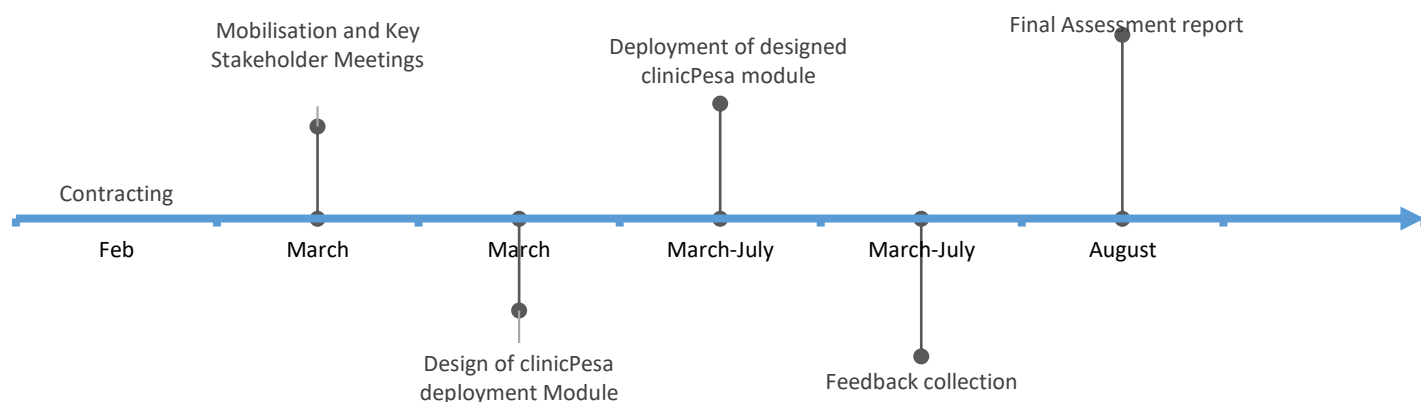 Final Assessment report
Mobilisation and Key
Stakeholder Meetings
Deployment of designed
clinicPesa module
Contracting
Feb
March
March
March-July
March-July
August
Design of clinicPesa
deployment Module
Feedback collection